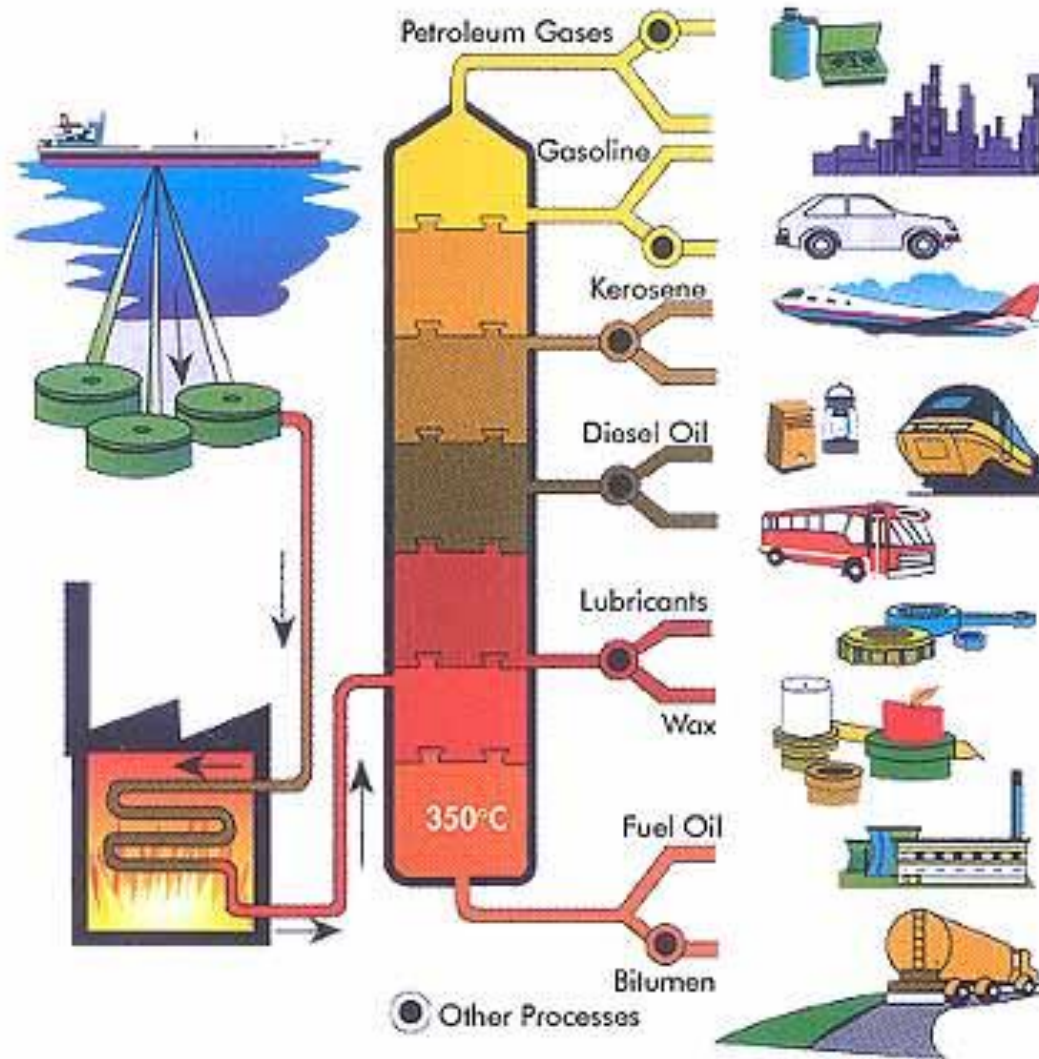 Petroleum Gases
Gasoline
Kerosene
Diesel Oil
Lubricants
Wax
350°C
Fuel Oil
Bitumen
Other Processes